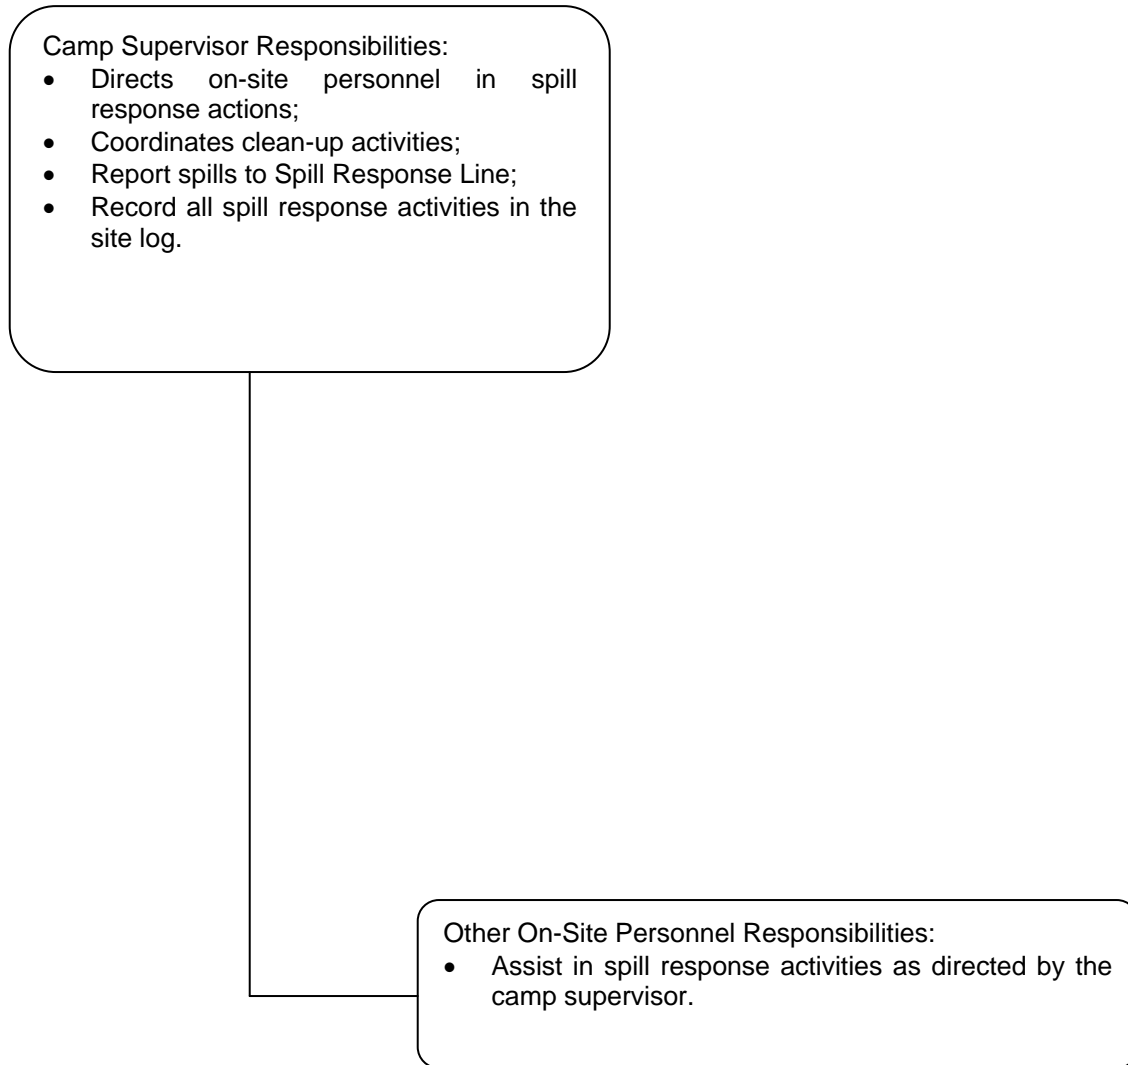 Camp Supervisor Responsibilities:
• Directs on-site personnel in spill
response actions;
• Coordinates clean-up activities;
• Report spills to Spill Response Line;
• Record all spill response activities in the
site log.
Other On-Site Personnel Responsibilities:
• Assist in spill response activities as directed by the
camp supervisor.